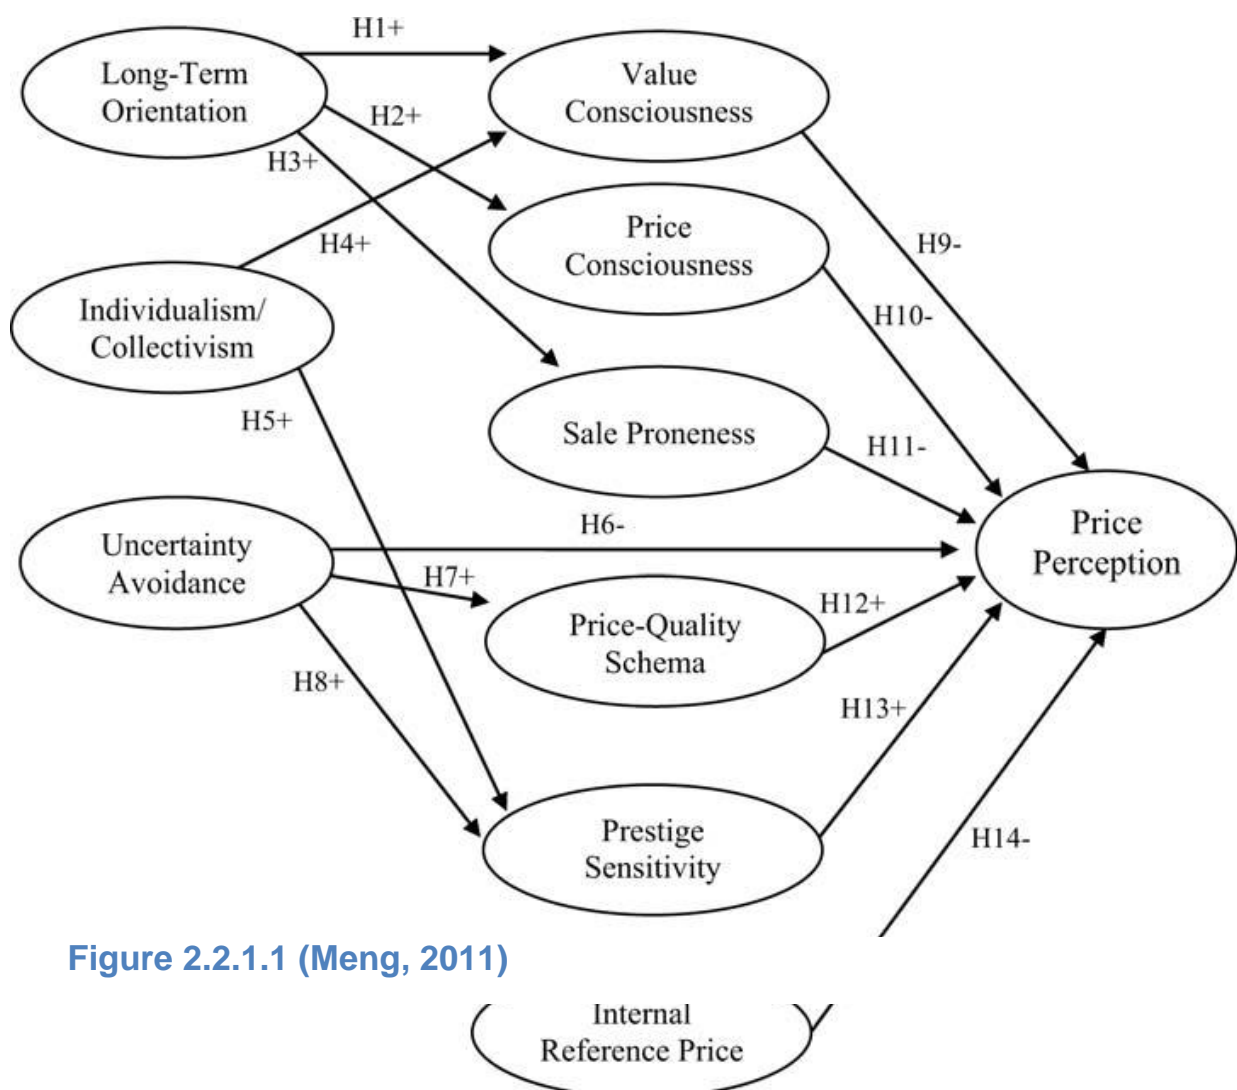 H1+
Long-Term
Orientation
Value
Consciousness
H2+
H3+
H4+
Price
Consciousness
H9-
Individualism/
Collectivism
H10-
H5+
Sale Proneness
H11-
H6-
Uncertainty
Avoidance
H7+
Price
Perception
Price-Quality
Schema
H12+
H8+
H13+
Prestige
Sensitivity
H14-
Figure 2.2.1.1 (Meng, 2011)
Internal
Reference Price